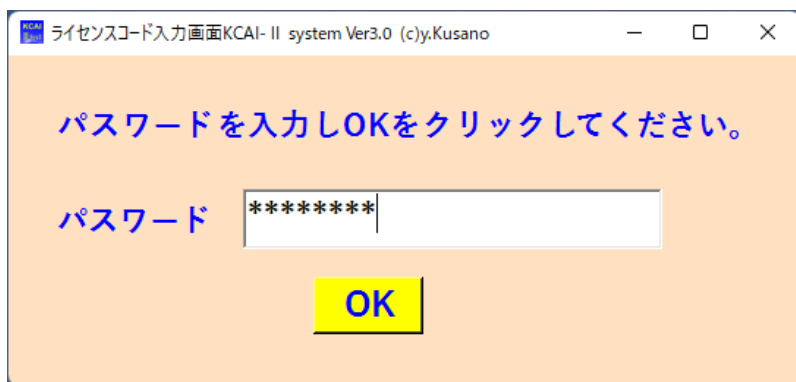 ライセンスコード入力画面KCAI-Ⅱ system Ver3.0 (c)y.Kusano
パスワードを入力しOKをクリックしてください。
パスワード ********
OK